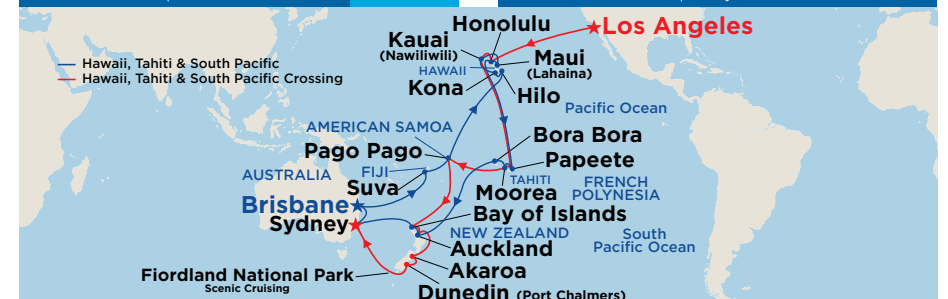 Honolulu
Los Angeles
Kauai
(Nawiliwili)
Maui
(Lahaina)
Hawaii, Tahiti & South Pacific
HAWAII
Hawaii, Tahiti & South Pacific Crossing
Kona
Hilo
Pacific Ocean
AMERICAN SAMOA
Bora Bora
Pago Pago
Papeete
FIJI
AUSTRALIA
TAHITI
FRENCH
POLYNESIA
Suva
Moorea
Brisbane
Bay of Islands
Sydney
NEW ZEALAND
South
Pacific Ocean
Auckland
Akaroa
Fiordland National Park
Scenic Cruising
Dunedin (Port Chalmers)